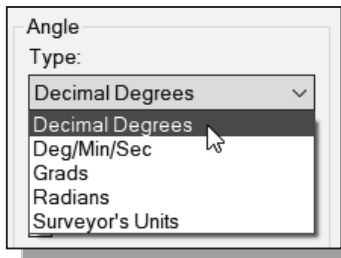 Angle
Type:
Decimal Degrees
Decimal Degrees
Deg/Min/Sec
Grads
Radians
Surveyor's Units